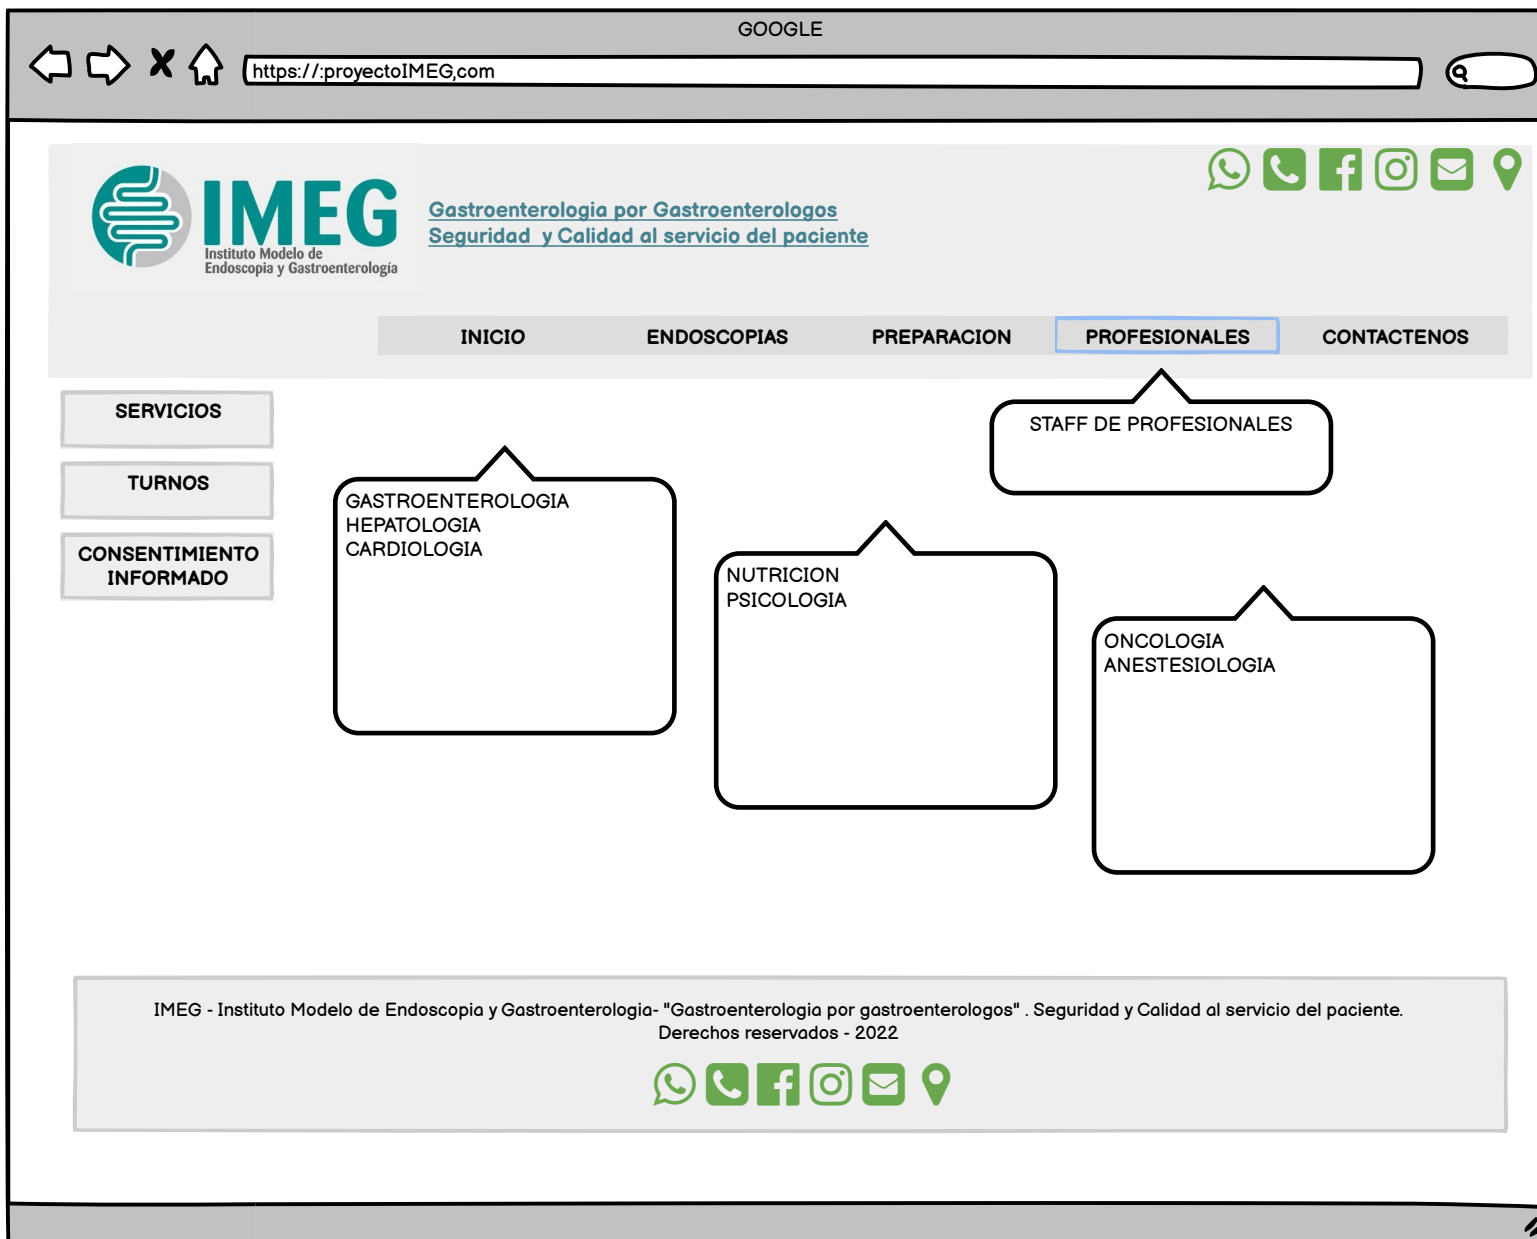 GOOGLE
https://:proyectoIMEG,com
IMEG
Instituto Modelo de
Endoscopia y Gastroenterología
Gastroenterologia por Gastroenterologos
Seguridad y Calidad al servicio del paciente
INICIO ENDOSCOPIAS PREPARACION PROFESIONALES CONTACTENOS
SERVICIOS
TURNOS
CONSENTIMIENTO
INFORMADO
STAFF DE PROFESIONALES
GASTROENTEROLOGIA
HEPATOLOGIA
CARDIOLOGIA
NUTRICION
PSICOLOGIA
ONCOLOGIA
ANESTESIOLOGIA
IMEG - Instituto Modelo de Endoscopia y Gastroenterologia- "Gastroenterologia por gastroenterologos" . Seguridad y Calidad al servicio del paciente.
Derechos reservados - 2022